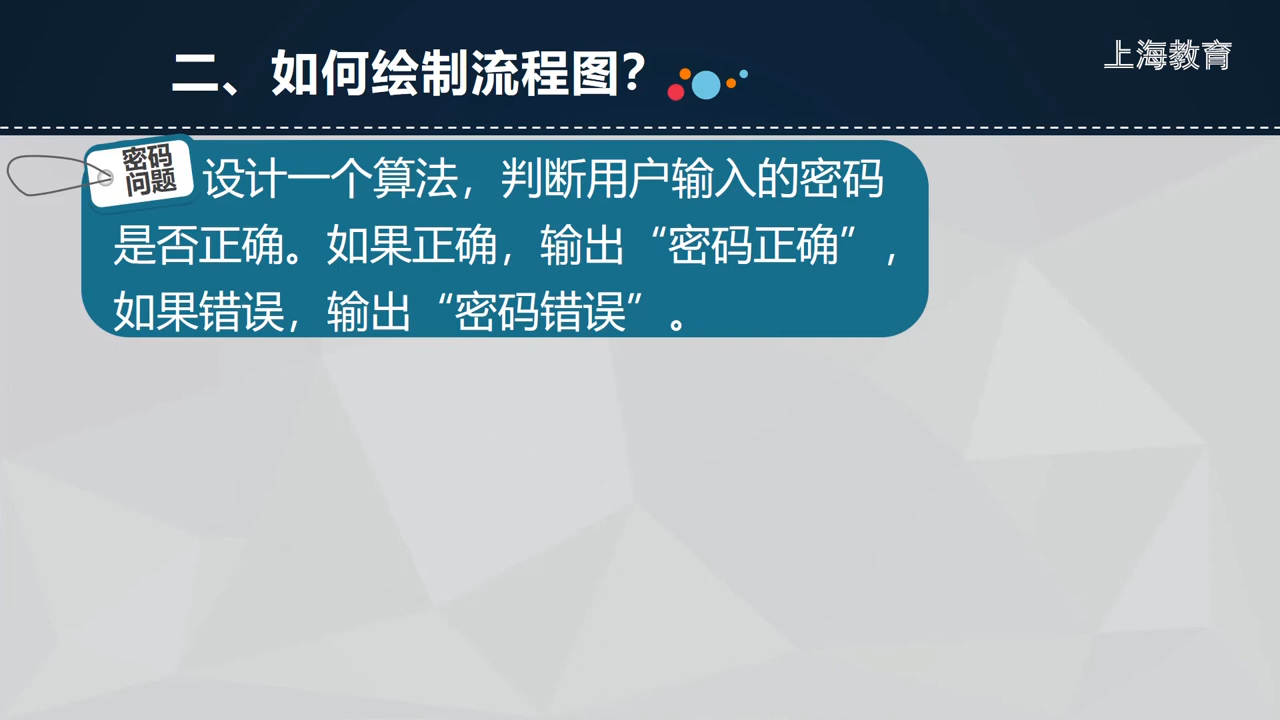 二、如何绘制流程图?
上海教育
密码
问题
设计一个算法，判断用户输入的密码
是否正确。如果正确，输出“密码正确”，
如果错误，输出“密码错误”。